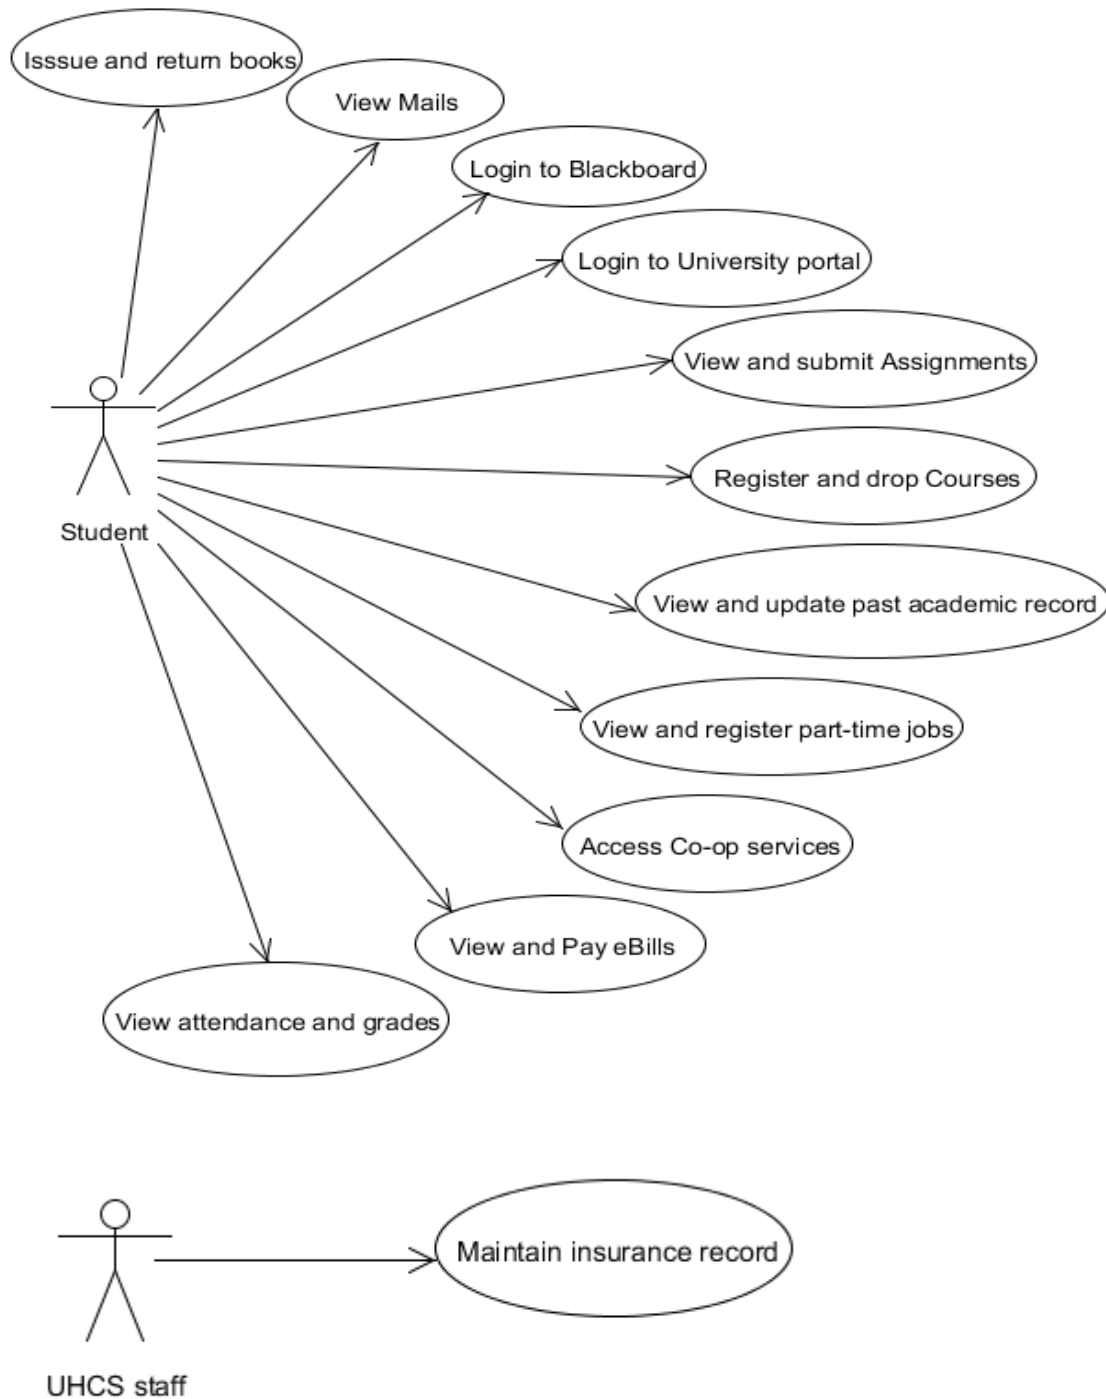 Isssue and return books
View Mails
Login to Blackboard
Login to University portal
View and submit Assignments
Register and drop Courses
Student
View and update past academic record
View and register part-time jobs
Access Co-op services
View and Pay eBills
View attendance and grades
Maintain insurance record
UHCS staff